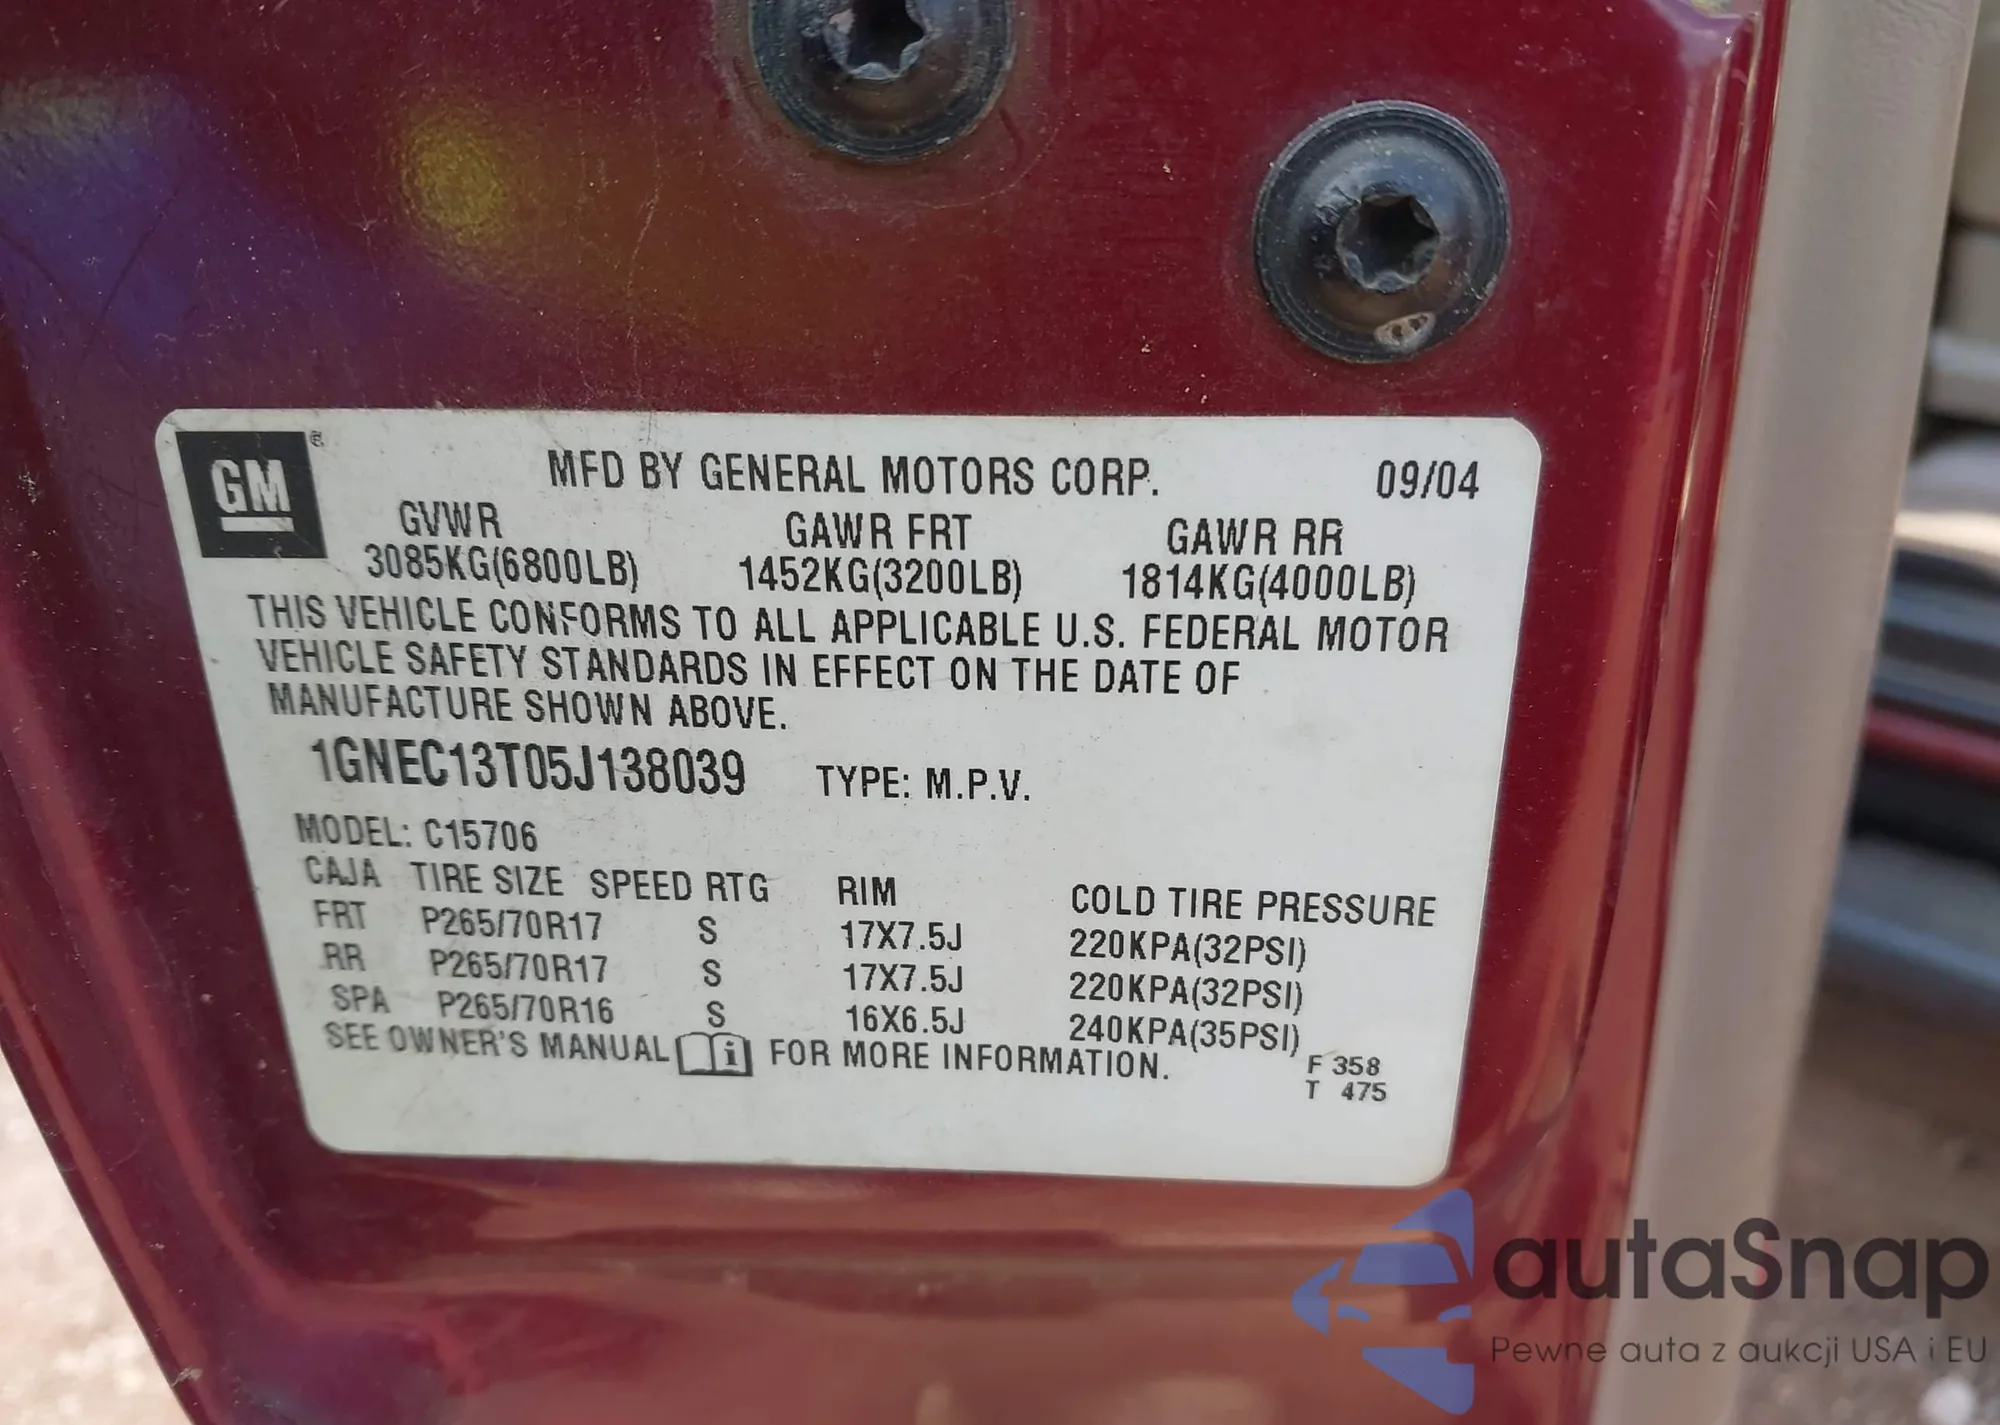 GM
MFD BY GENERAL MOTORS CORP. 09/04
GVWR GAWR FRT GAWR RR
3085KG(6800LB) 1452KG(3200LB) 1814KG(4000LB)
THIS VEHICLE CONFORMS TO ALL APPLICABLE U.S. FEDERAL MOTOR
VEHICLE SAFETY STANDARDS IN EFFECT ON THE DATE OF
MANUFACTURE SHOWN ABOVE.
1GNEC13T05J138039 TYPE: M.P.V.
MODEL: C15706
CAJA TIRE SIZE SPEED RTG RIM COLD TIRE PRESSURE
FRT P265/70R17 S 17X7.5J 220KPA(32PSI)
RR P265/70R17 S 17X7.5J 220KPA(32PSI)
SPA P265/70R16 S 16X6.5J 240KPA(35PSI)
SEE OWNER'S MANUAL i FOR MORE INFORMATION.
F 358
T 475
autaSnap
Pewne auta z aukcji USA i EU